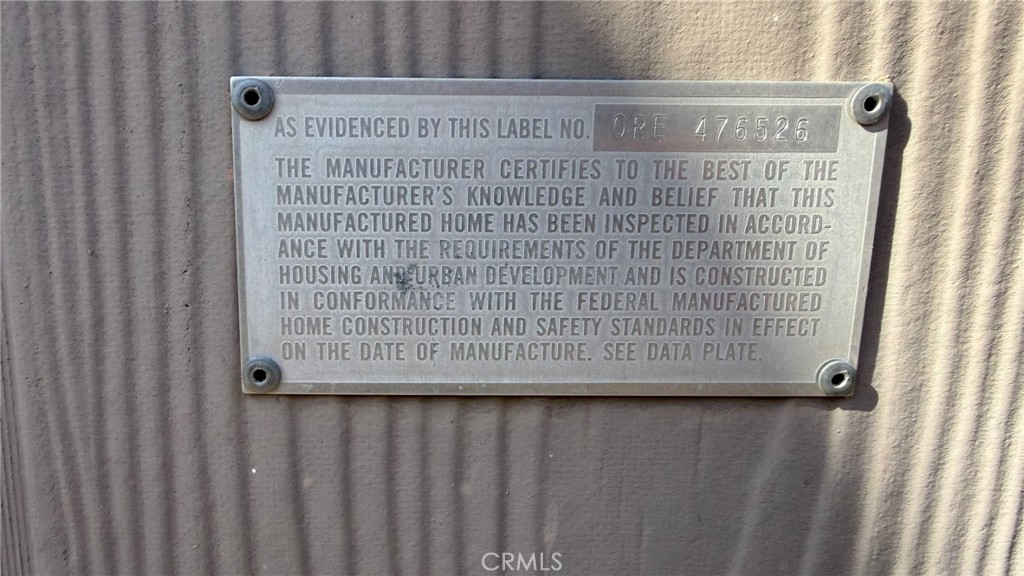 AS EVIDENCED BY THIS LABEL NO. ORE 476526
THE MANUFACTURER CERTIFIES TO THE BEST OF THE
MANUFACTURER'S KNOWLEDGE AND BELIEF THAT THIS
MANUFACTURED HOME HAS BEEN INSPECTED IN ACCORD-
ANCE WITH THE REQUIREMENTS OF THE DEPARTMENT OF
HOUSING AND URBAN DEVELOPMENT AND IS CONSTRUCTED
IN CONFORMANCE WITH THE FEDERAL MANUFACTURED
HOME CONSTRUCTION AND SAFETY STANDARDS IN EFFECT
ON THE DATE OF MANUFACTURE. SEE DATA PLATE.
CRMLS